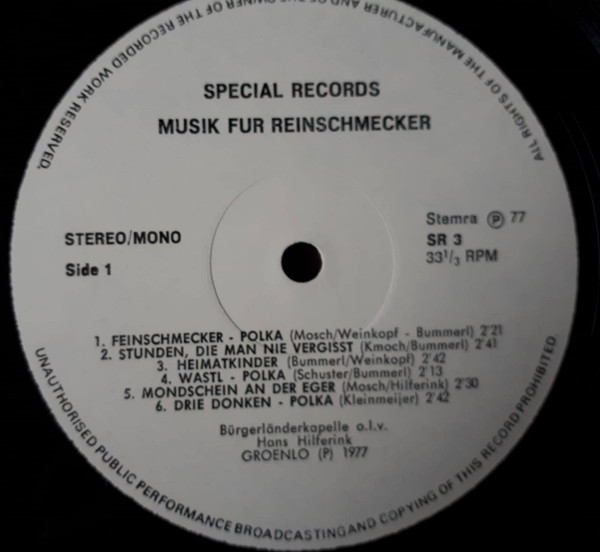 ALL RIGHTS OF THE MANUFACTURER AND OF THE OWNER OF THE RECORDED WORK RESERVED.
SPECIAL RECORDS
MUSIK FUR REINSCHMECKER
STEREO/MONO
Side 1
Stemra Ⓟ 77
SR 3
33¹/₃ RPM
1. FEINSCHMECKER - POLKA (Mosch/Weinkopf - Bummerl) 2'21
2. STUNDEN, DIE MAN NIE VERGISST (Kmoch/Bummerl) 2'41
3. HEIMATKINDER (Bummerl/Weinkopf) 2'42
4. WASTL - POLKA (Schuster/Bummerl) 2'13
5. MONDSCHEIN AN DER EGER (Mosch/Hilferink) 2'30
6. DRIE DONKEN - POLKA (Kleinmeijer) 2'42
Bürgerländerkapelle o.l.v.
Hans Hilferink
GROENLO (P) 1977
UNAUTHORISED PUBLIC PERFORMANCE BROADCASTING AND COPYING OF THIS RECORD PROHIBITED.